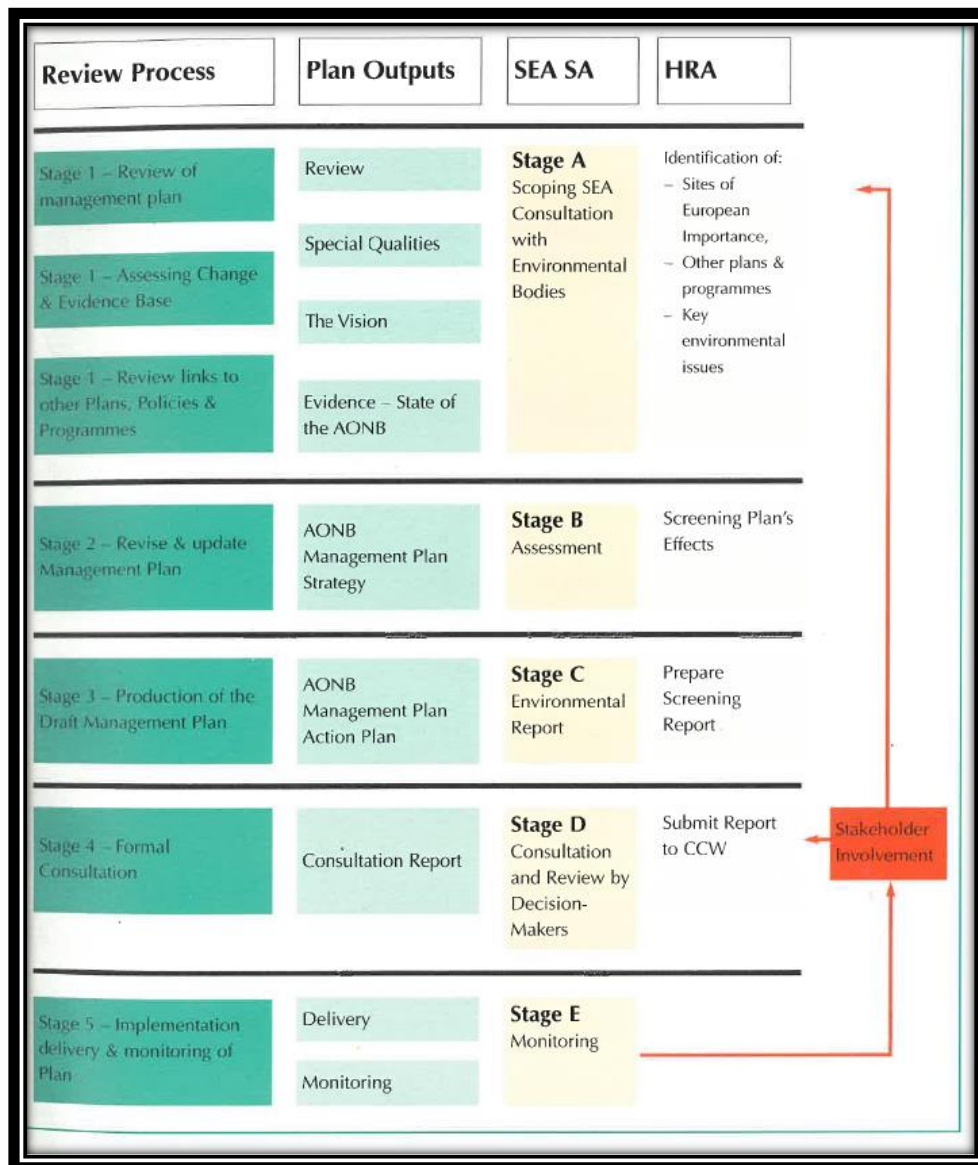 Review Process
Plan Outputs
SEA SA
HRA
Stage 1 – Review of
management plan
Stage 1 – Assessing Change
& Evidence Base
Stage 1 – Review links to
other Plans, Policies &
Programmes
Review
Special Qualities
The Vision
Evidence – State of
the AONB
Stage A
Scoping SEA
Consultation
with
Environmental
Bodies
Identification of:
– Sites of
European
Importance,
– Other plans &
programmes
– Key
environmental
issues
Stage 2 – Revise & update
Management Plan
AONB
Management Plan
Strategy
Stage B
Assessment
Screening Plan's
Effects
Stage 3 – Production of the
Draft Management Plan
AONB
Management Plan
Action Plan
Stage C
Environmental
Report
Prepare
Screening
Report
Stage 4 – Formal
Consultation
Consultation Report
Stage D
Consultation
and Review by
Decision-
Makers
Submit Report
to CCW
Stakeholder
Involvement
Stage 5 – Implementation
delivery & monitoring of
Plan
Delivery
Monitoring
Stage E
Monitoring